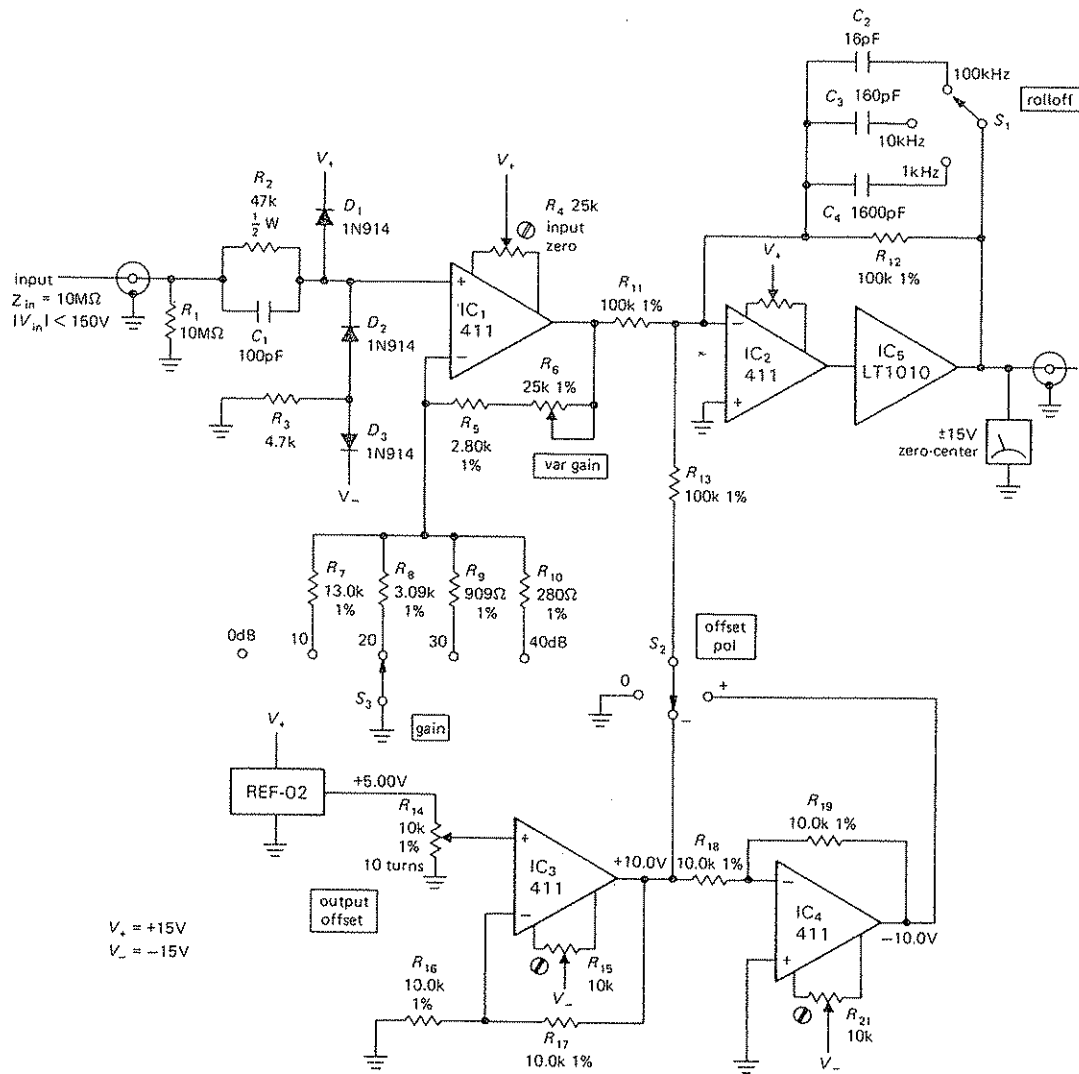 C2
16pF
100kHz
rolloff
C3 160pF
S1
10kHz
1kHz
C4 1600pF
R12
100k 1%
V+
R2
47k
1/2 W
D1
1N914
V+
R4 25k
input
zero
V+
input
Zin = 10MΩ
|Vin| < 150V
R1
10MΩ
C1
100pF
D2
1N914
+
IC1
411
−
R11
100k 1%
−
IC2
411
+
IC5
LT1010
R6
25k 1%
R5
2.80k
1%
var gain
R3
4.7k
D3
1N914
V−
±15V
zero-center
R13
100k 1%
R7
13.0k
1%
R8
3.09k
1%
R9
909Ω
1%
R10
280Ω
1%
0dB
10
20
30
40dB
S3
gain
S2
offset
pol
0
−
+
V+
REF-02
+5.00V
R14
10k
1%
10 turns
output
offset
+
IC3
411
−
+10.0V
R18
10.0k 1%
R19
10.0k 1%
−
IC4
411
+
−10.0V
R15
10k
V−
R16
10.0k
1%
R17
10.0k 1%
R21
10k
V−
V+ = +15V
V− = −15V